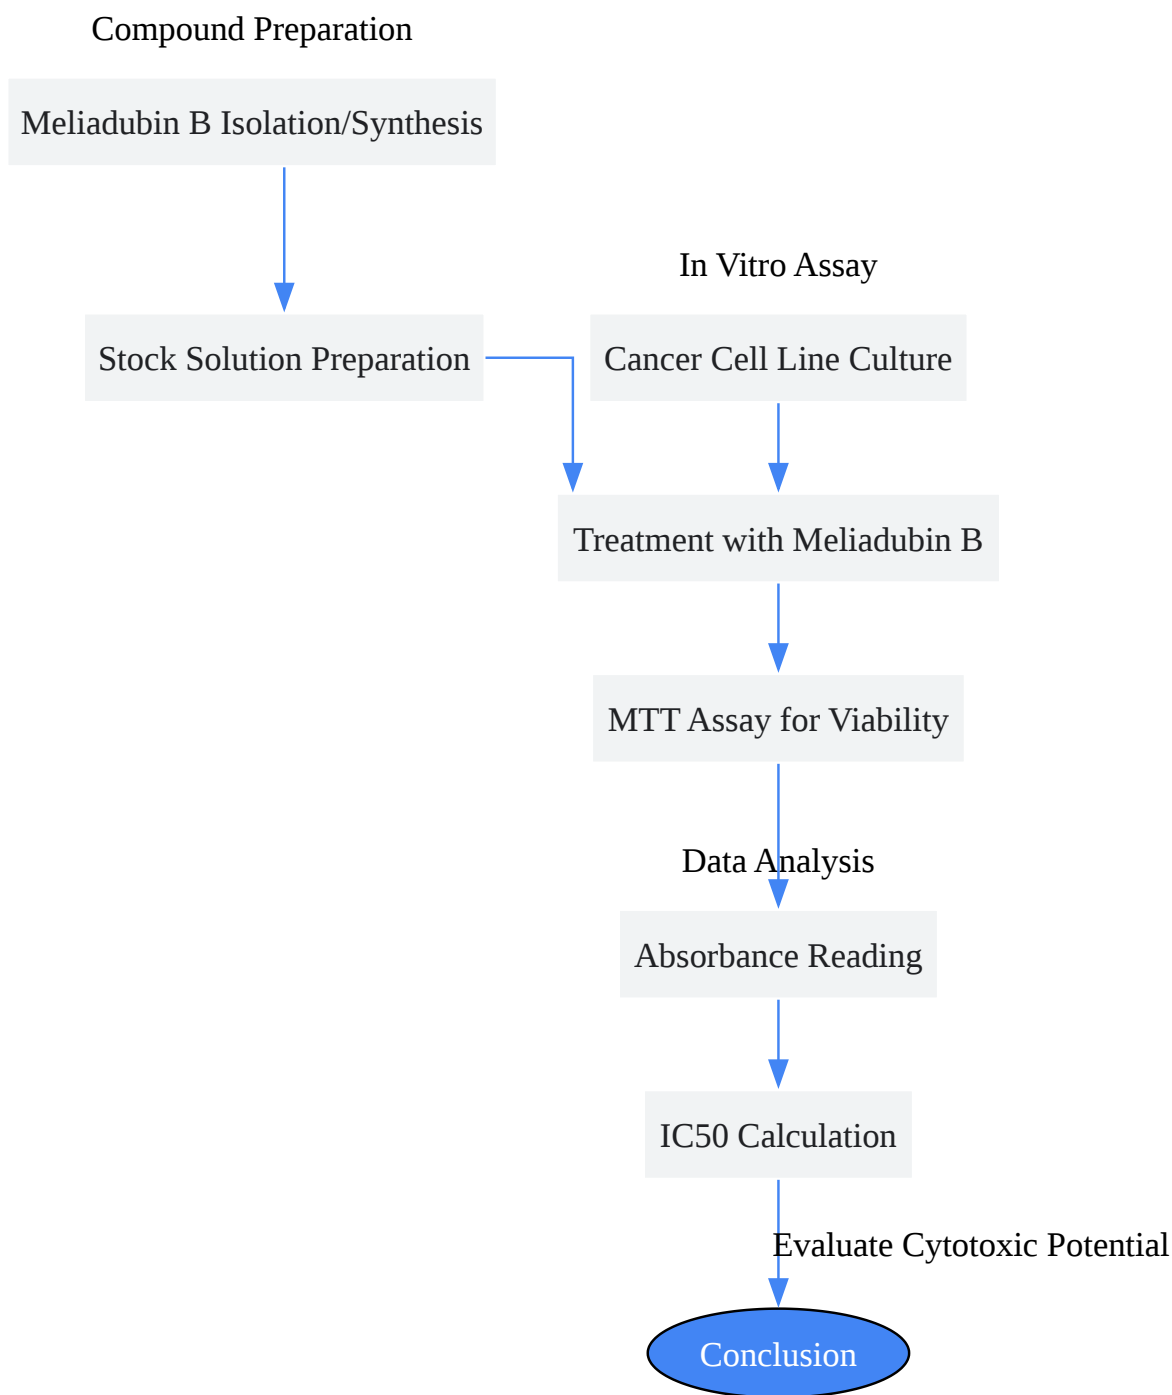 Compound Preparation
Meliadubin B Isolation/Synthesis
In Vitro Assay
Stock Solution Preparation
Cancer Cell Line Culture
Treatment with Meliadubin B
MTT Assay for Viability
Data Analysis
Absorbance Reading
IC50 Calculation
Evaluate Cytotoxic Potential
Conclusion